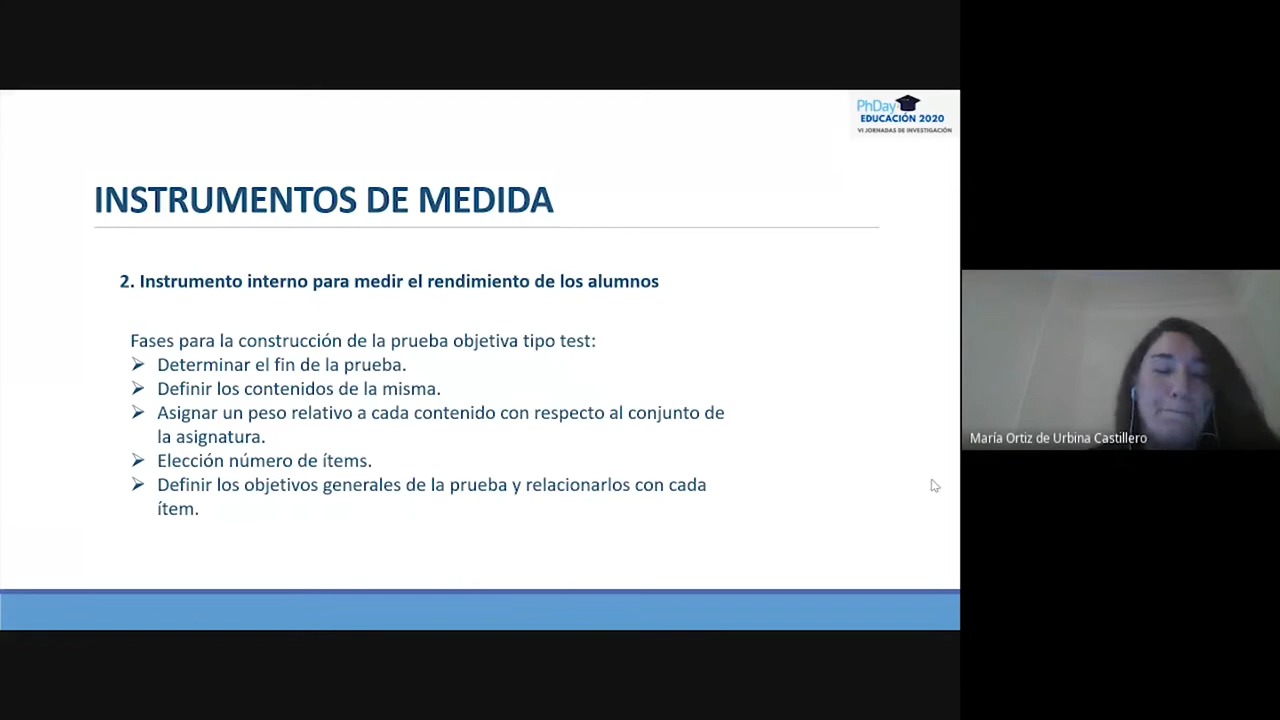 PhDay
EDUCACIÓN 2020
VI JORNADAS DE INVESTIGACIÓN
INSTRUMENTOS DE MEDIDA
2. Instrumento interno para medir el rendimiento de los alumnos
Fases para la construcción de la prueba objetiva tipo test:
➢ Determinar el fin de la prueba.
➢ Definir los contenidos de la misma.
➢ Asignar un peso relativo a cada contenido con respecto al conjunto de
la asignatura.
➢ Elección número de ítems.
➢ Definir los objetivos generales de la prueba y relacionarlos con cada
ítem.
María Ortiz de Urbina Castillero